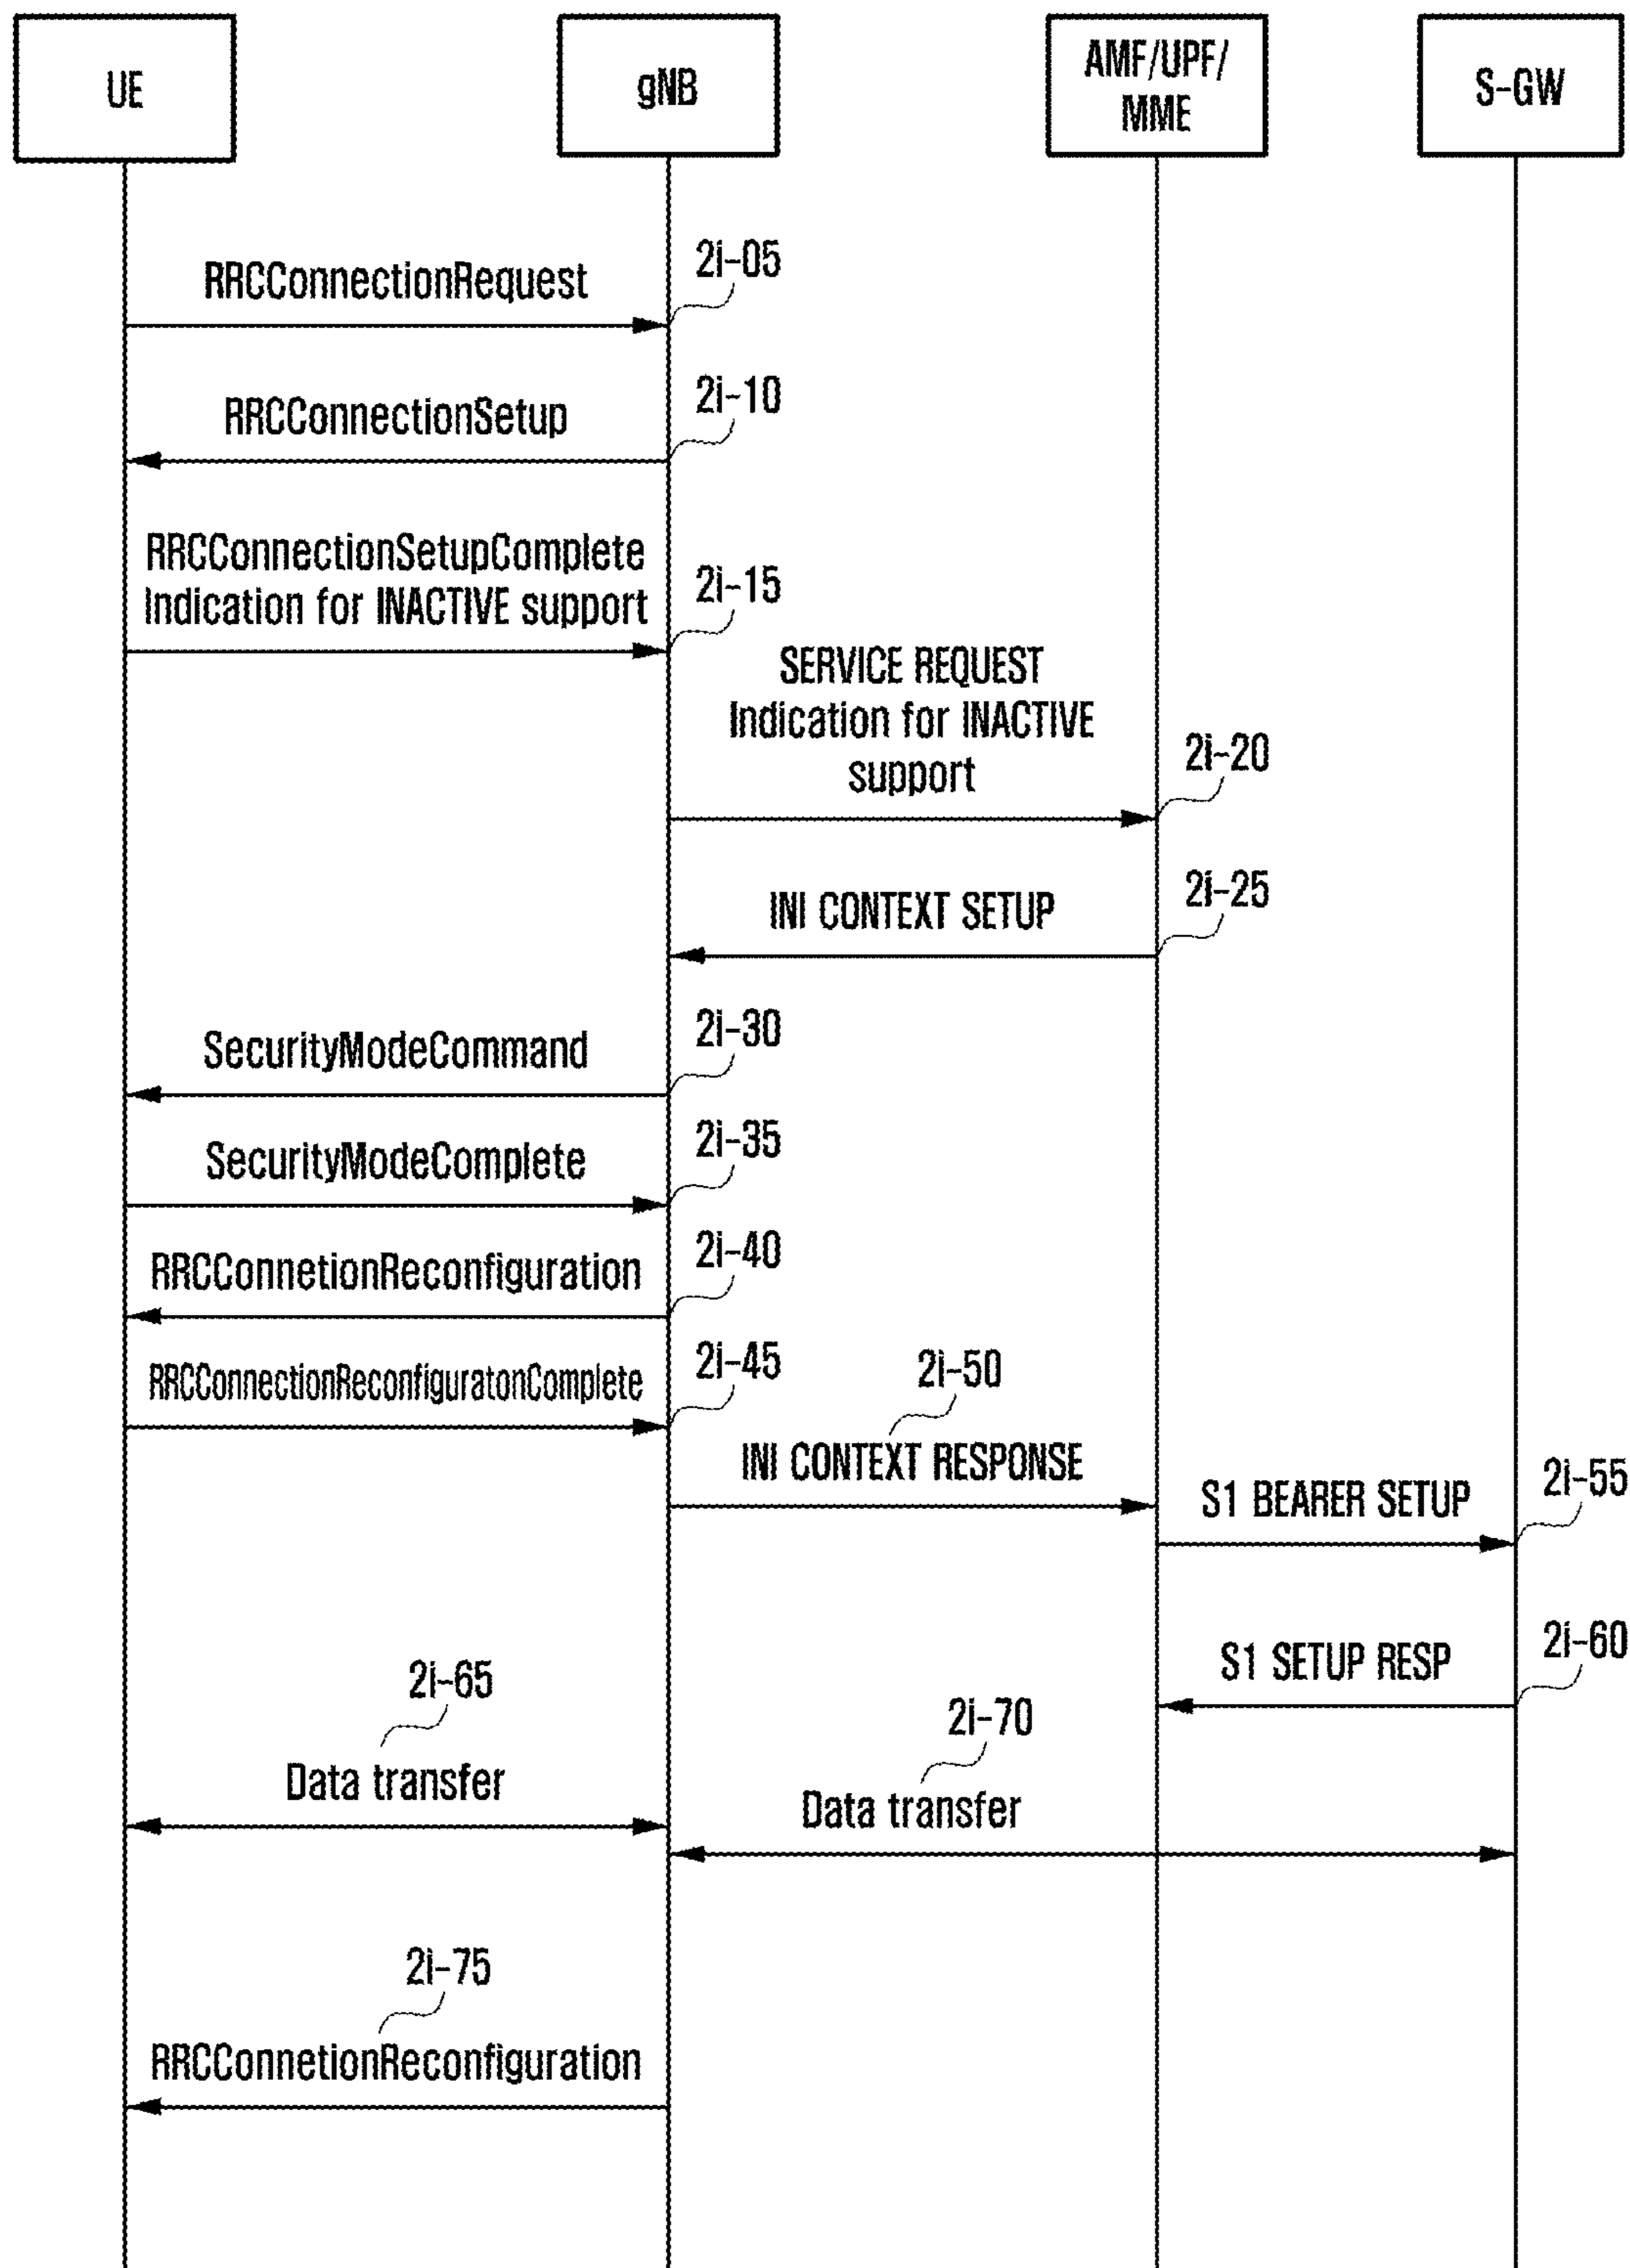 UE
gNB
AMF/UPF/
MME
S-GW
RRCConnectionRequest
2i-05
RRCConnectionSetup
2i-10
RRCConnectionSetupComplete
Indication for INACTIVE support
2i-15
SERVICE REQUEST
Indication for INACTIVE
support
2i-20
INI CONTEXT SETUP
2i-25
SecurityModeCommand
2i-30
SecurityModeComplete
2i-35
RRCConnetionReconfiguration
2i-40
RRCConnectionReconfiguratonComplete
2i-45
2i-50
INI CONTEXT RESPONSE
S1 BEARER SETUP
2i-55
S1 SETUP RESP
2i-60
2i-65
Data transfer
2i-70
Data transfer
2i-75
RRCConnetionReconfiguration